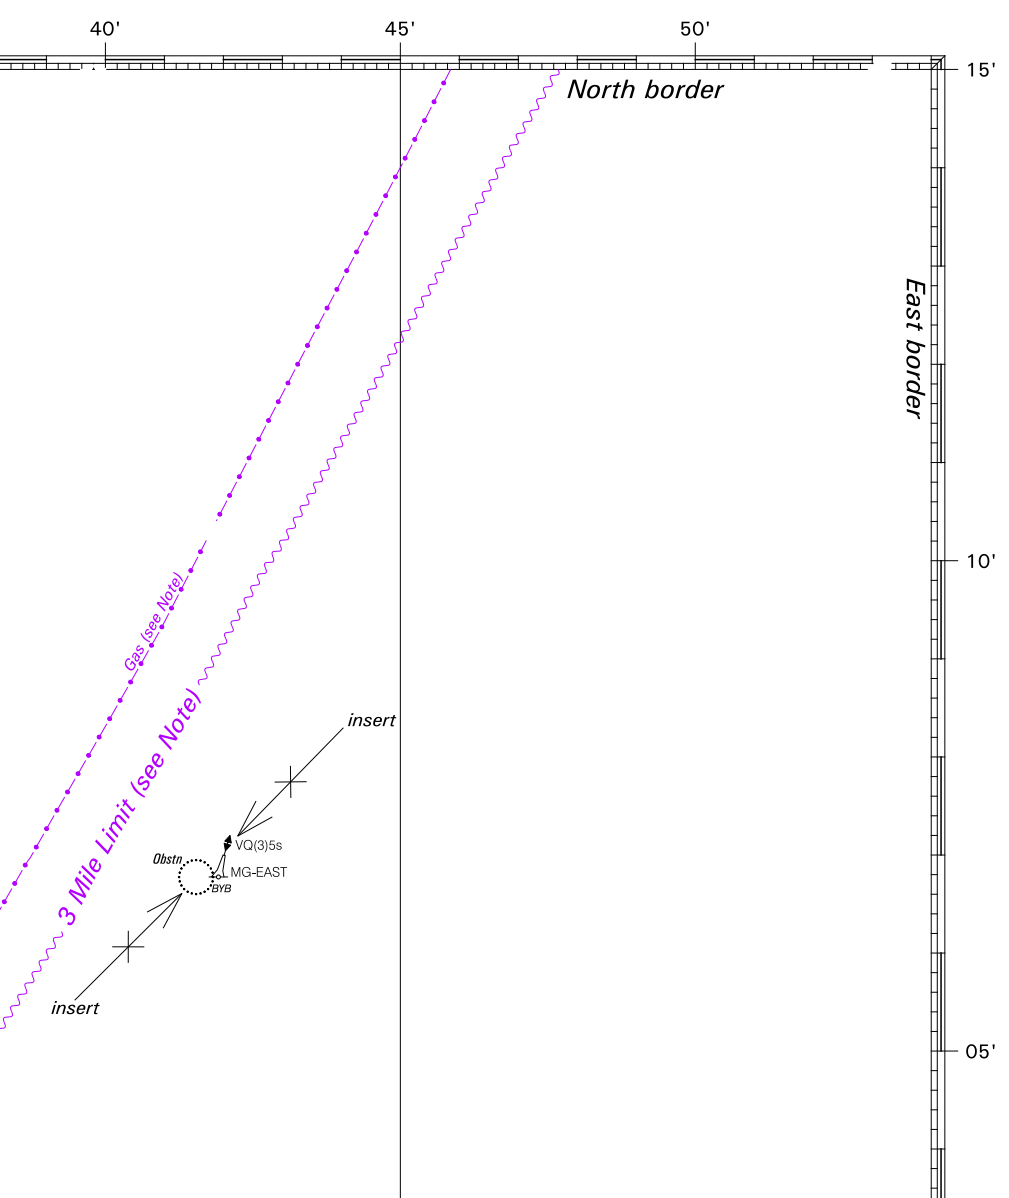 40'
45'
50'
15'
North border
East border
10'
Gas (see Note)
3 Mile Limit (see Note)
insert
VQ(3)5s
Obstn
MG-EAST
BYB
insert
05'